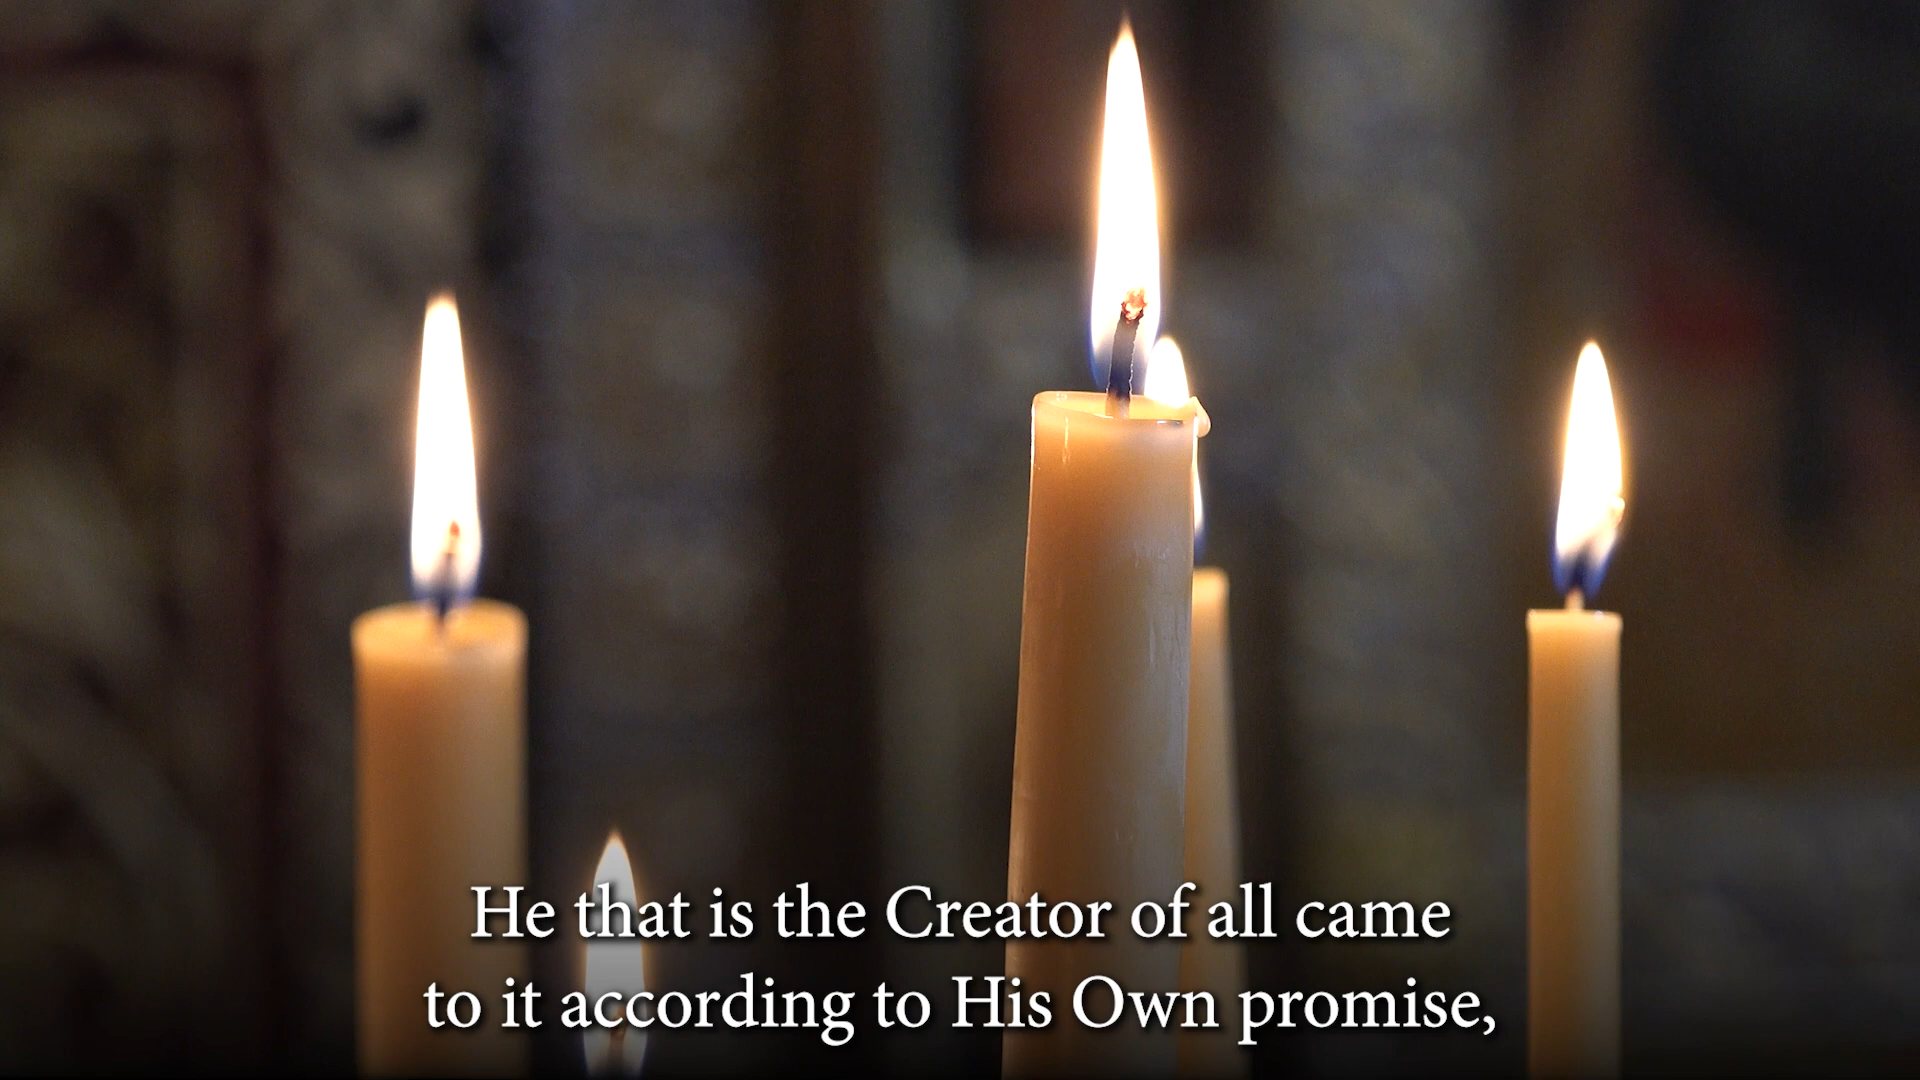 He that is the Creator of all came
to it according to His Own promise,